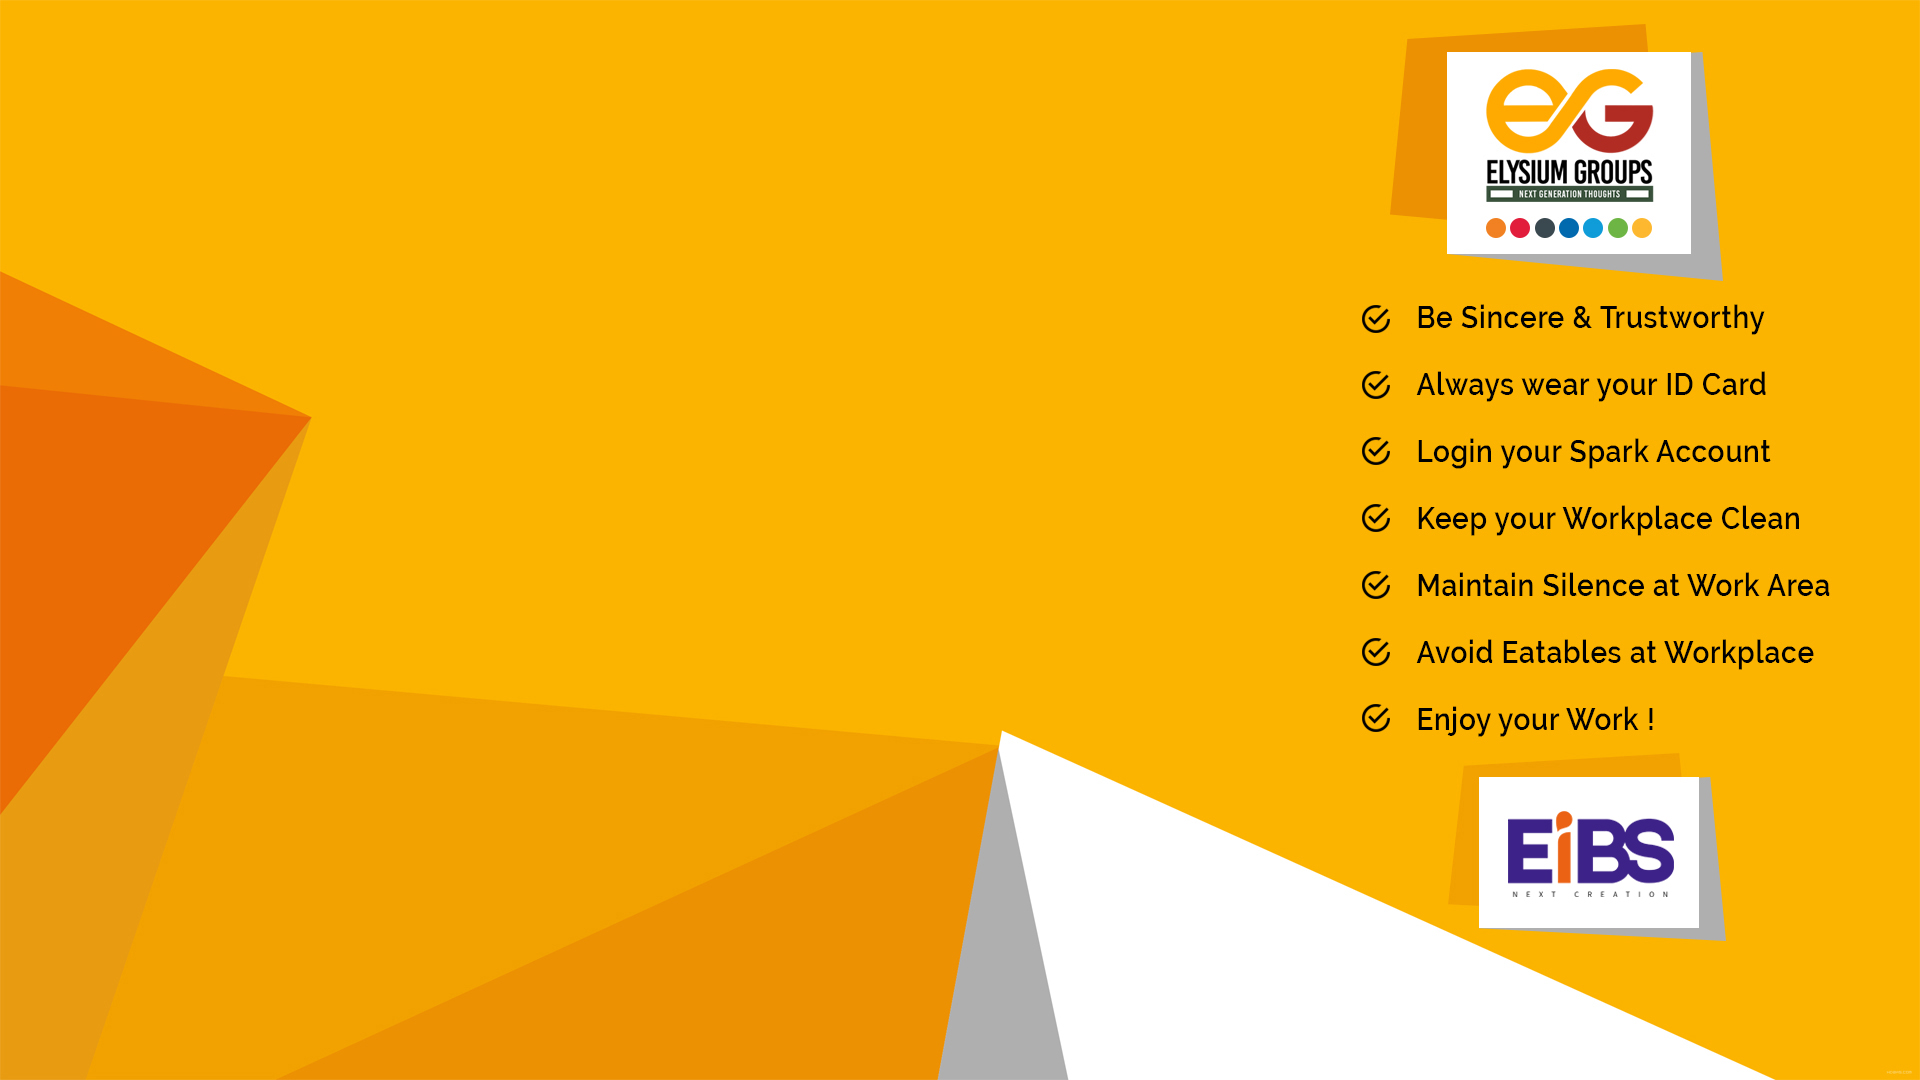 eG
ELYSIUM GROUPS
NEXT GENERATION THOUGHTS
Be Sincere & Trustworthy
Always wear your ID Card
Login your Spark Account
Keep your Workplace Clean
Maintain Silence at Work Area
Avoid Eatables at Workplace
Enjoy your Work !
EiBS
NEXT CREATION